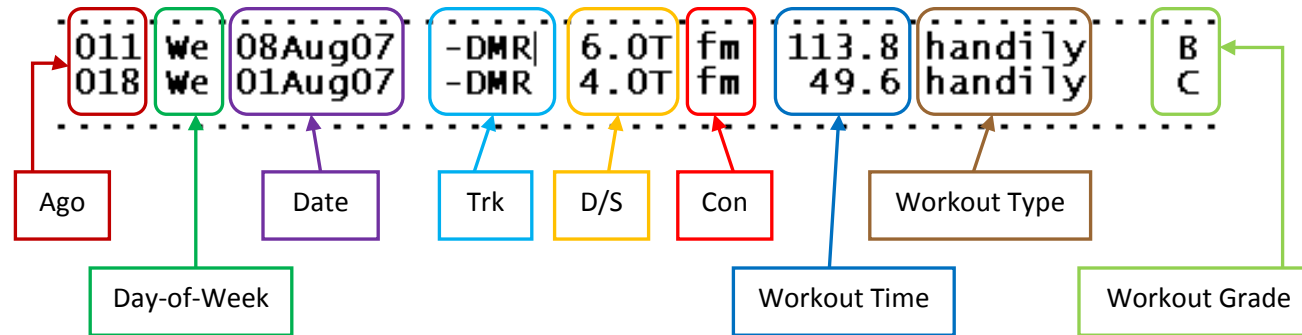 011 We 08Aug07 -DMR 6.0T fm 113.8 handily B
018 We 01Aug07 -DMR 4.0T fm 49.6 handily C
Ago Date Trk D/S Con Workout Type
Day-of-Week Workout Time Workout Grade